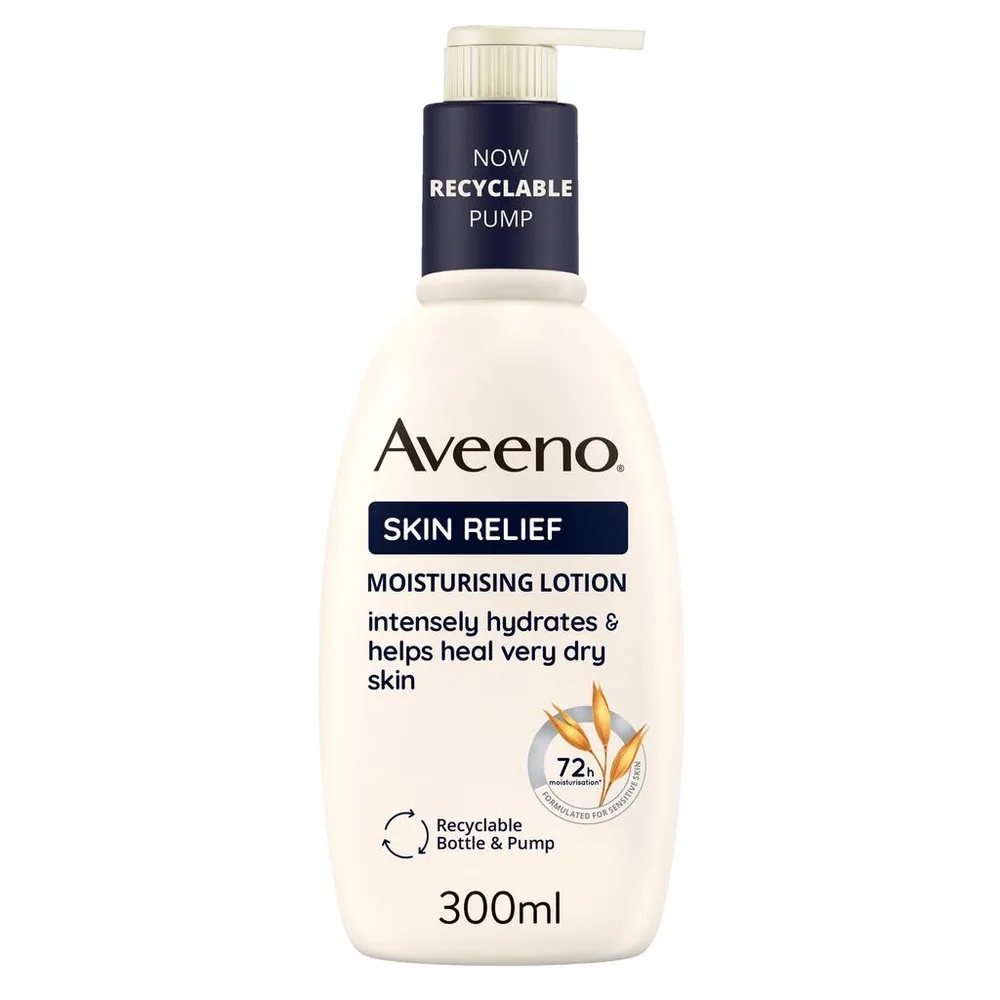 NOW
RECYCLABLE
PUMP
Aveeno®
SKIN RELIEF
MOISTURISING LOTION
intensely hydrates &
helps heal very dry
skin
72h
moisturisation*
FORMULATED FOR SENSITIVE SKIN
Recyclable
Bottle & Pump
300ml